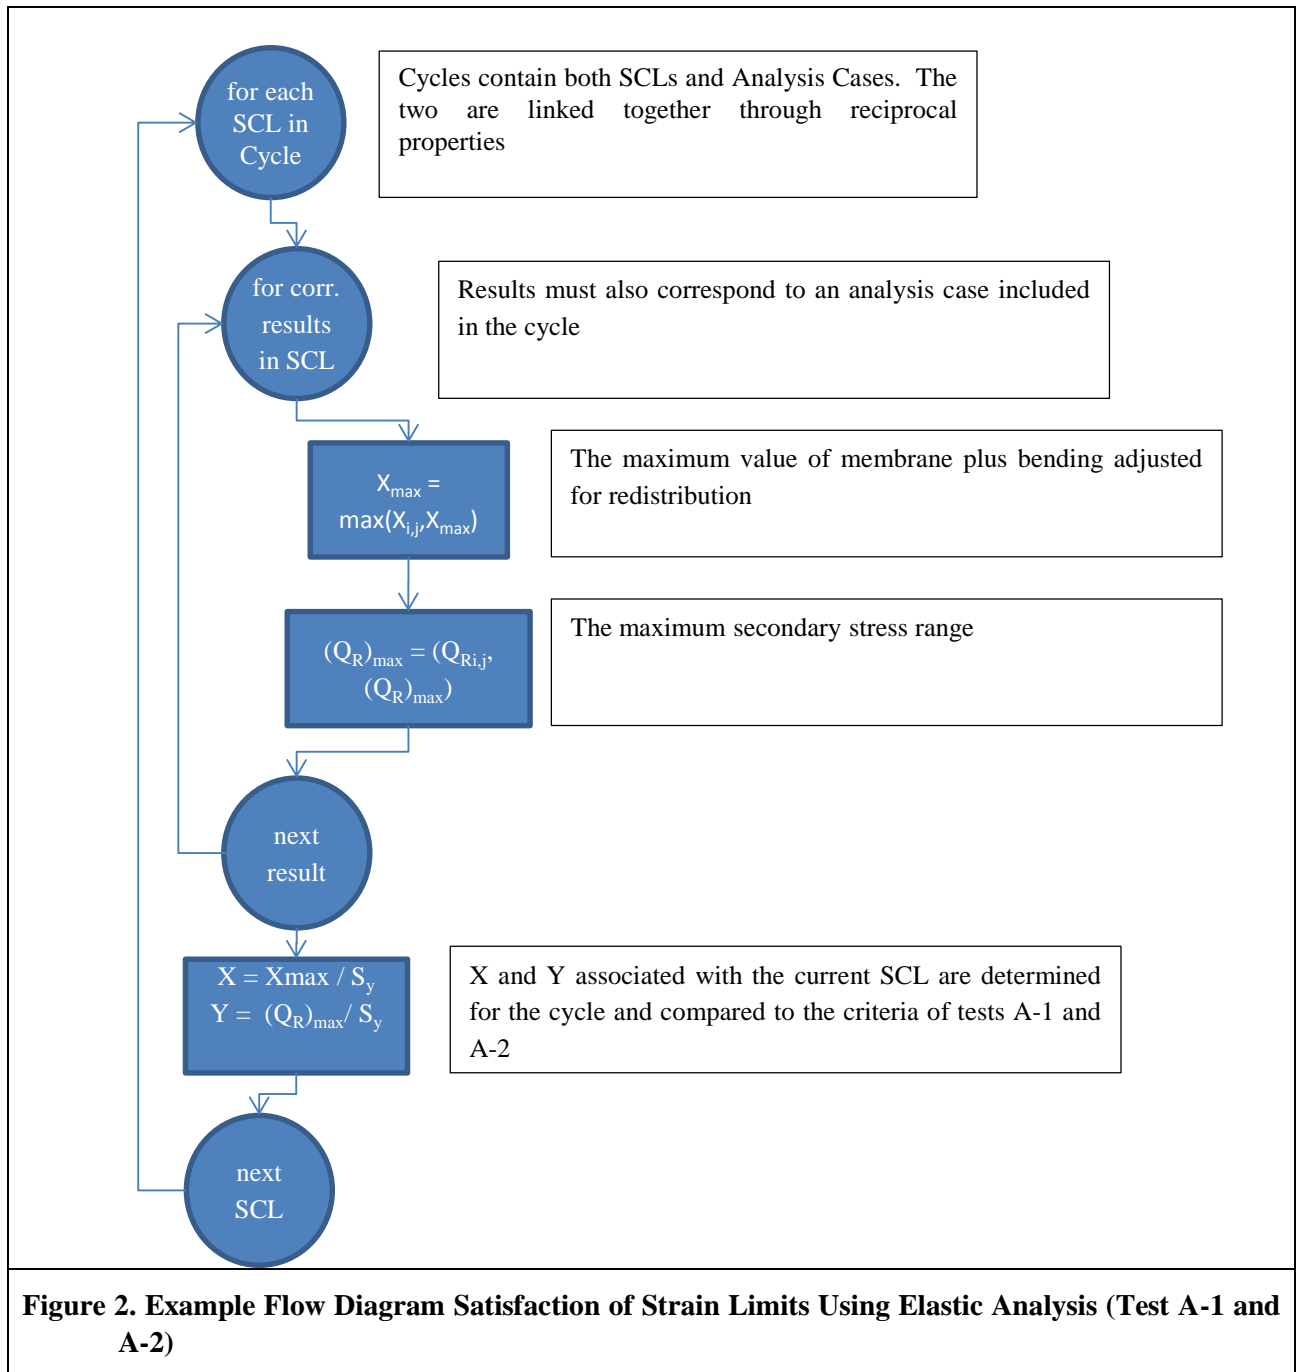 for each
SCL in
Cycle
Cycles contain both SCLs and Analysis Cases. The
two are linked together through reciprocal
properties
for corr.
results
in SCL
Results must also correspond to an analysis case included
in the cycle
Xmax =
max(Xi,j,Xmax)
The maximum value of membrane plus bending adjusted
for redistribution
(QR)max = (QRi,j,
(QR)max)
The maximum secondary stress range
next
result
X = Xmax / Sy
Y = (QR)max/ Sy
X and Y associated with the current SCL are determined
for the cycle and compared to the criteria of tests A-1 and
A-2
next
SCL
Figure 2. Example Flow Diagram Satisfaction of Strain Limits Using Elastic Analysis (Test A-1 and
A-2)